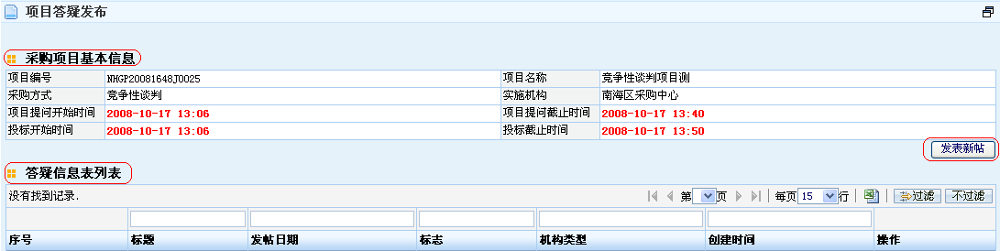 项目答疑发布
采购项目基本信息
项目编号 NHGP20081648J0025 项目名称 竞争性谈判项目测
采购方式 竞争性谈判 实施机构 南海区采购中心
项目提问开始时间 2008-10-17 13:06 项目提问截止时间 2008-10-17 13:40
投标开始时间 2008-10-17 13:06 投标截止时间 2008-10-17 13:50
发表新帖
答疑信息表列表
没有找到记录. 第 页 每页 15 行 过滤 不过滤
序号 标题 发帖日期 标志 机构类型 创建时间 操作